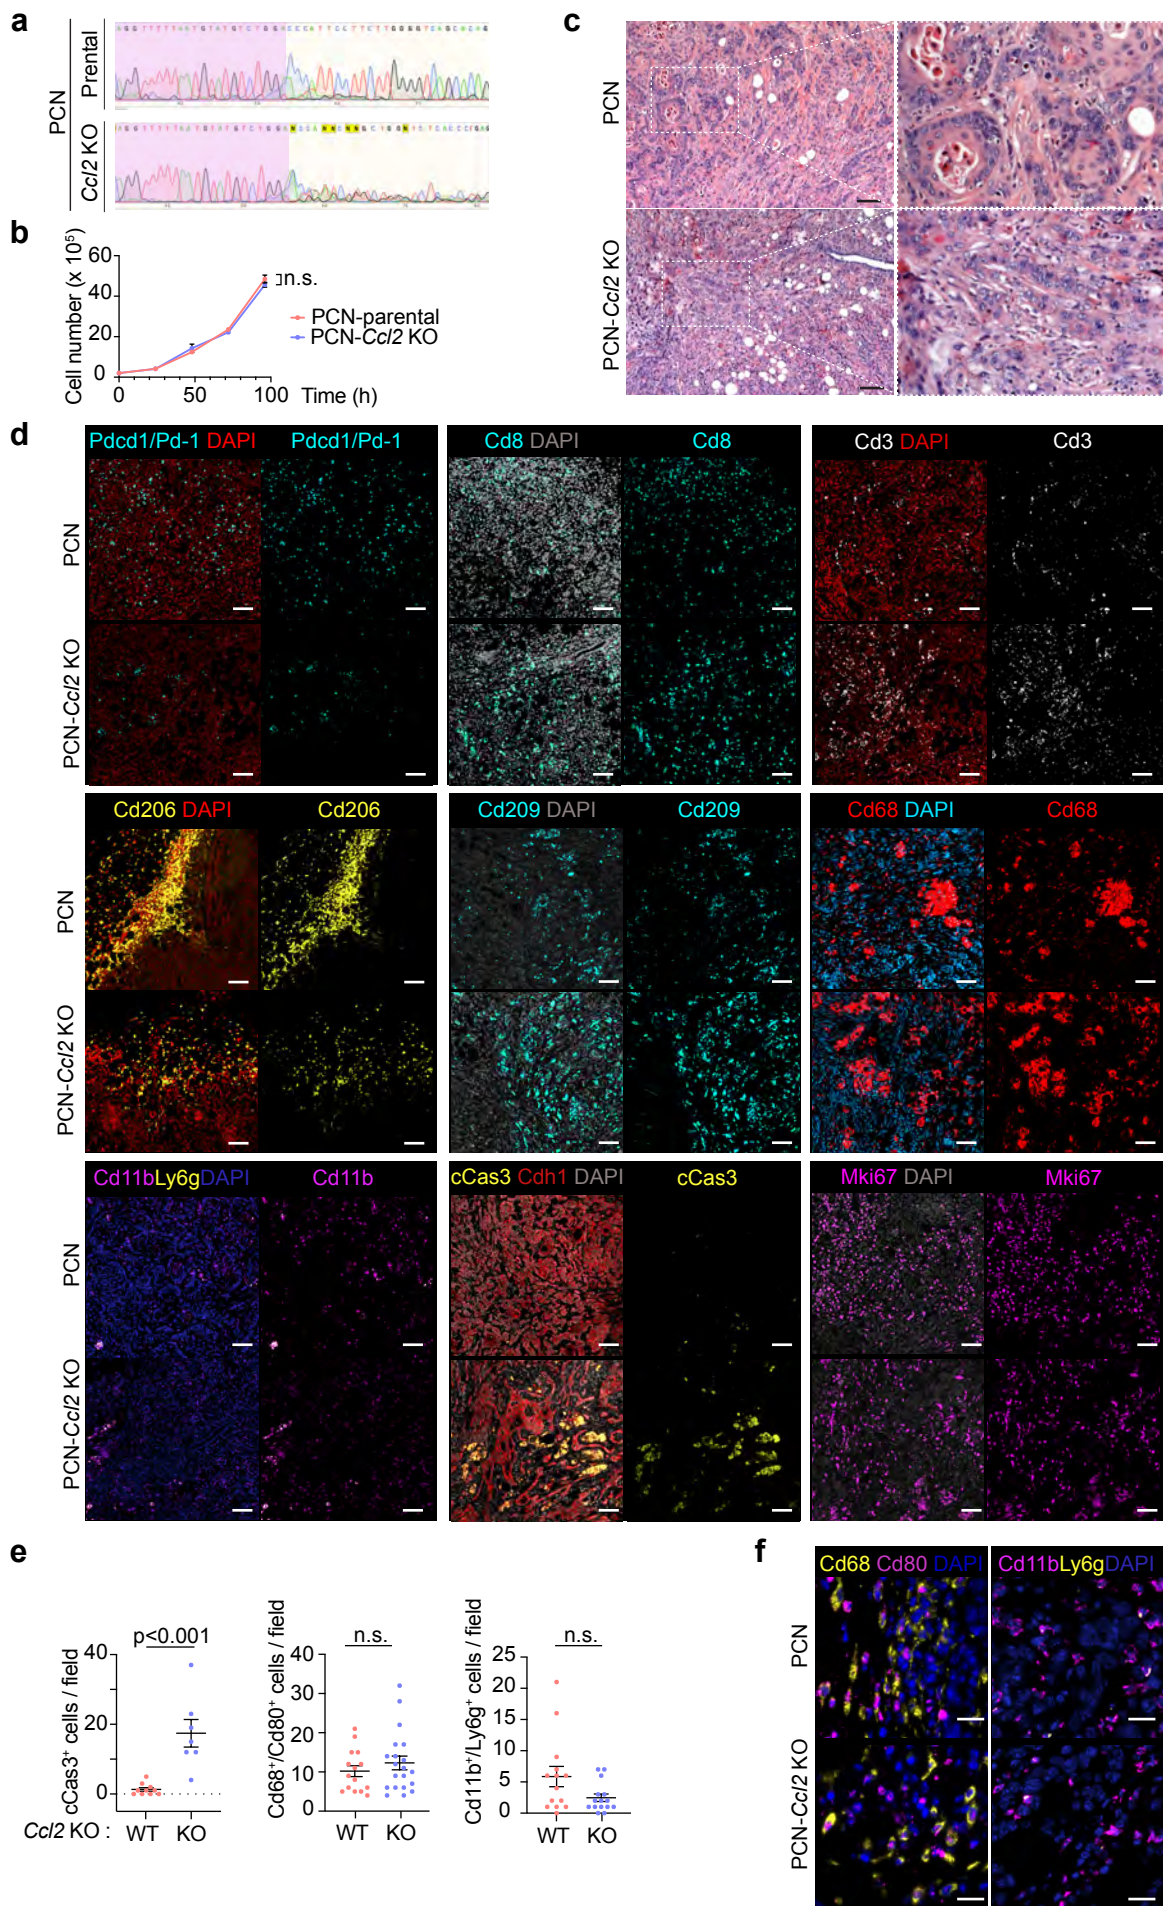 a
PCN
Prental
Ccl2 KO
b
Cell number (x 10⁵)
60
40
20
0
0
50
100
Time (h)
n.s.
PCN-parental
PCN-Ccl2 KO
c
PCN
PCN-Ccl2 KO
d
Pdcd1/Pd-1 DAPI
Pdcd1/Pd-1
Cd8 DAPI
Cd8
Cd3 DAPI
Cd3
PCN
PCN-Ccl2 KO
Cd206 DAPI
Cd206
Cd209 DAPI
Cd209
Cd68 DAPI
Cd68
PCN
PCN-Ccl2 KO
Cd11bLy6gDAPI
Cd11b
cCas3 Cdh1 DAPI
cCas3
Mki67 DAPI
Mki67
PCN
PCN-Ccl2 KO
e
cCas3⁺ cells / field
p<0.001
40
20
0
Ccl2 KO :
WT
KO
Cd68⁺/Cd80⁺ cells / field
n.s.
40
30
20
10
0
WT
KO
Cd11b⁺/Ly6g⁺ cells / field
n.s.
25
20
15
10
5
0
WT
KO
f
Cd68 Cd80 DAPI
Cd11bLy6gDAPI
PCN
PCN-Ccl2 KO